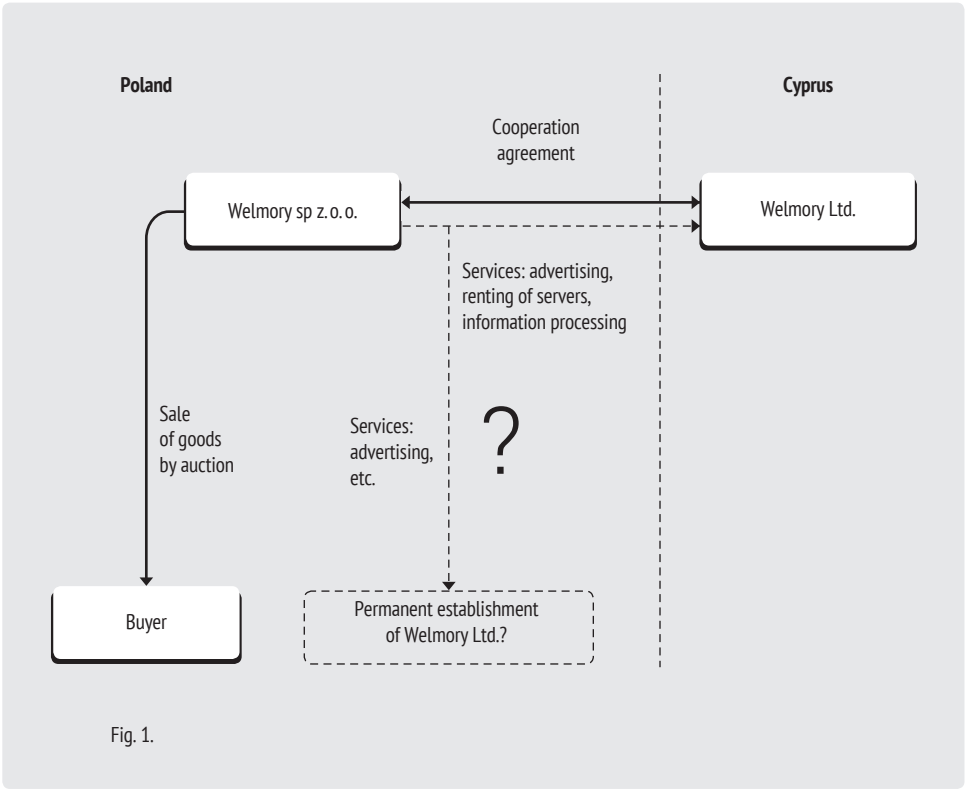 Poland
Cyprus
Cooperation
agreement
Welmory sp z. o. o.
Welmory Ltd.
Services: advertising,
renting of servers,
information processing
Sale
of goods
by auction
Services:
advertising,
etc.
?
Buyer
Permanent establishment
of Welmory Ltd.?
Fig. 1.